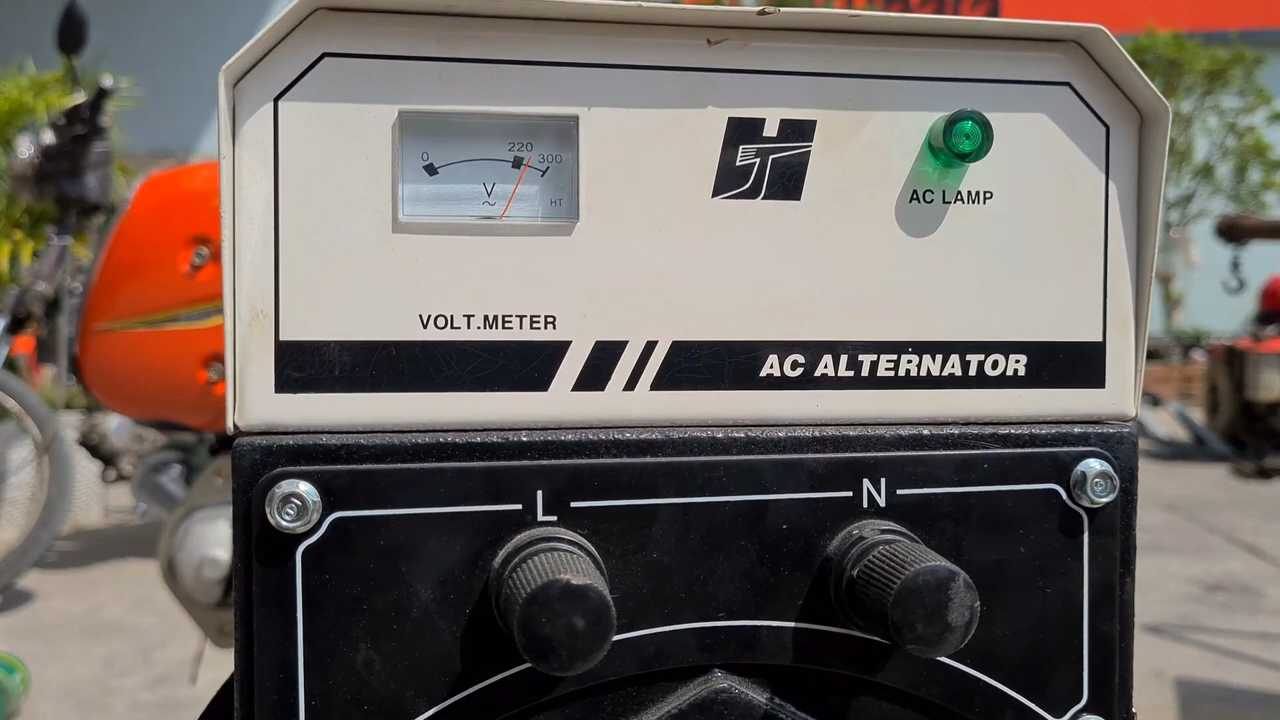 0
220
300
V
~
HT
AC LAMP
VOLT.METER
AC ALTERNATOR
L
N